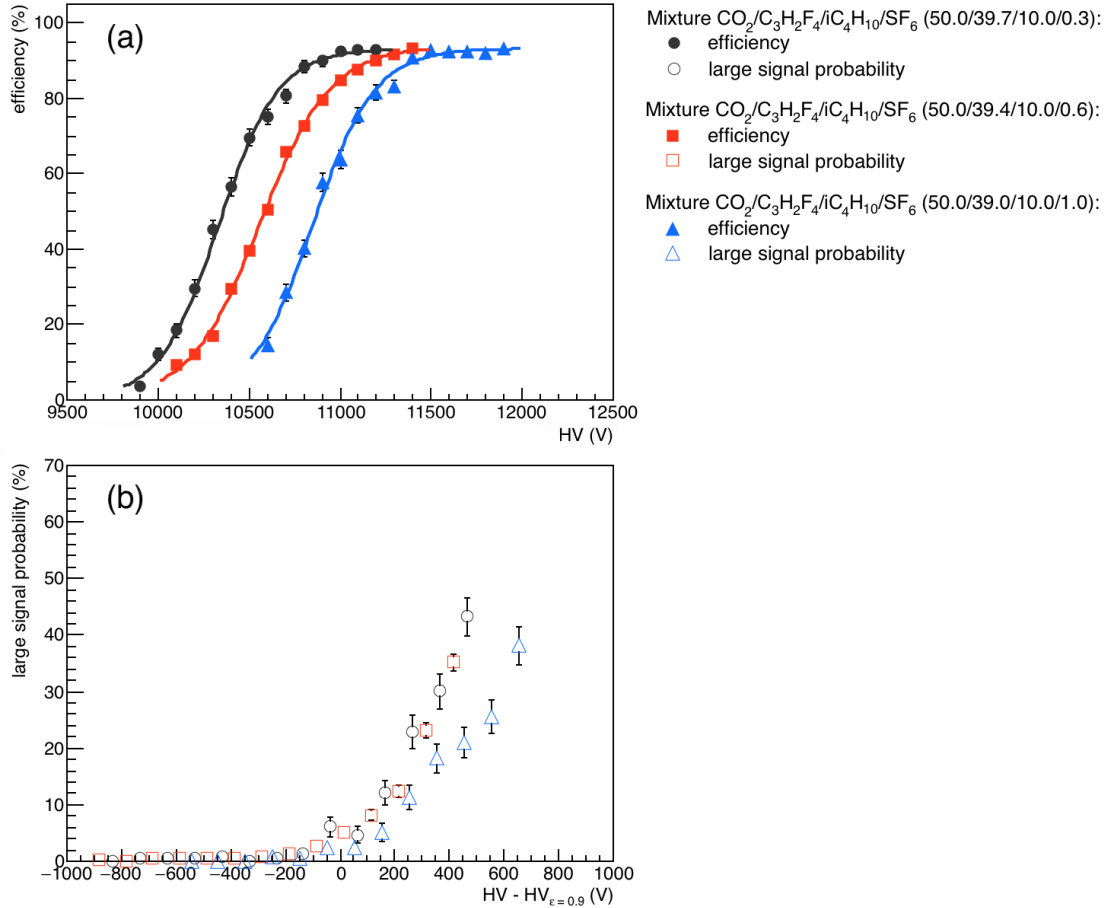 efficiency (%)
100
80
60
40
20
0
(a)
9500 10000 10500 11000 11500 12000 12500
HV (V)
Mixture CO₂/C₃H₂F₄/iC₄H₁₀/SF₆ (50.0/39.7/10.0/0.3):
efficiency
large signal probability
Mixture CO₂/C₃H₂F₄/iC₄H₁₀/SF₆ (50.0/39.4/10.0/0.6):
efficiency
large signal probability
Mixture CO₂/C₃H₂F₄/iC₄H₁₀/SF₆ (50.0/39.0/10.0/1.0):
efficiency
large signal probability
large signal probability (%)
70
60
50
40
30
20
10
0
(b)
−1000 −800 −600 −400 −200 0 200 400 600 800 1000
HV - HV ε = 0.9 (V)